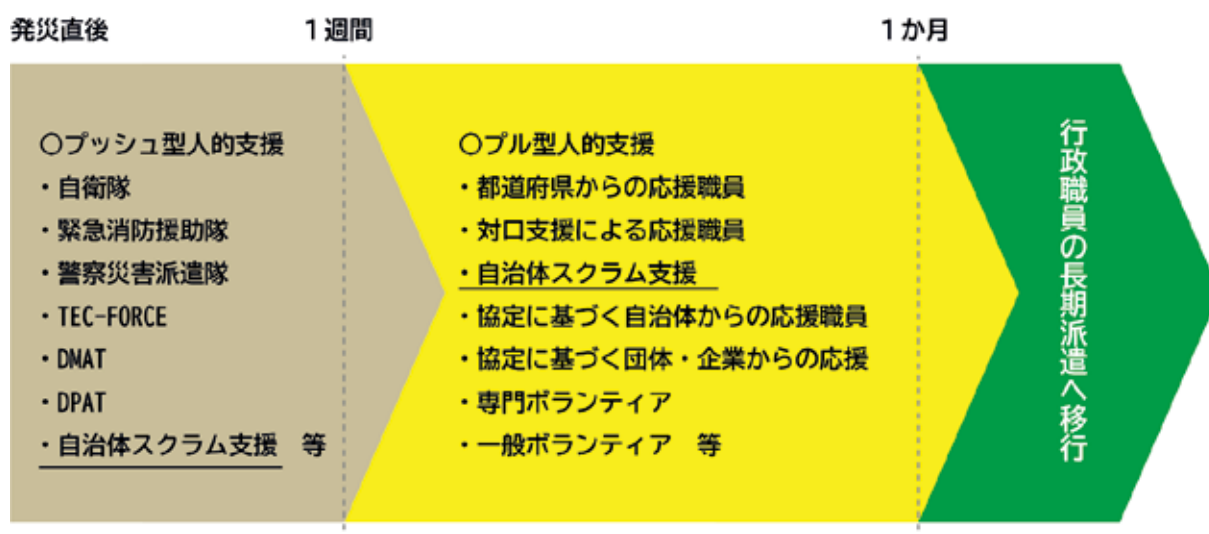 発災直後
１週間
１か月
〇プッシュ型人的支援
・自衛隊
・緊急消防援助隊
・警察災害派遣隊
・TEC-FORCE
・DMAT
・DPAT
・自治体スクラム支援　等
〇プル型人的支援
・都道府県からの応援職員
・対口支援による応援職員
・自治体スクラム支援
・協定に基づく自治体からの応援職員
・協定に基づく団体・企業からの応援
・専門ボランティア
・一般ボランティア　等
行政職員の長期派遣へ移行